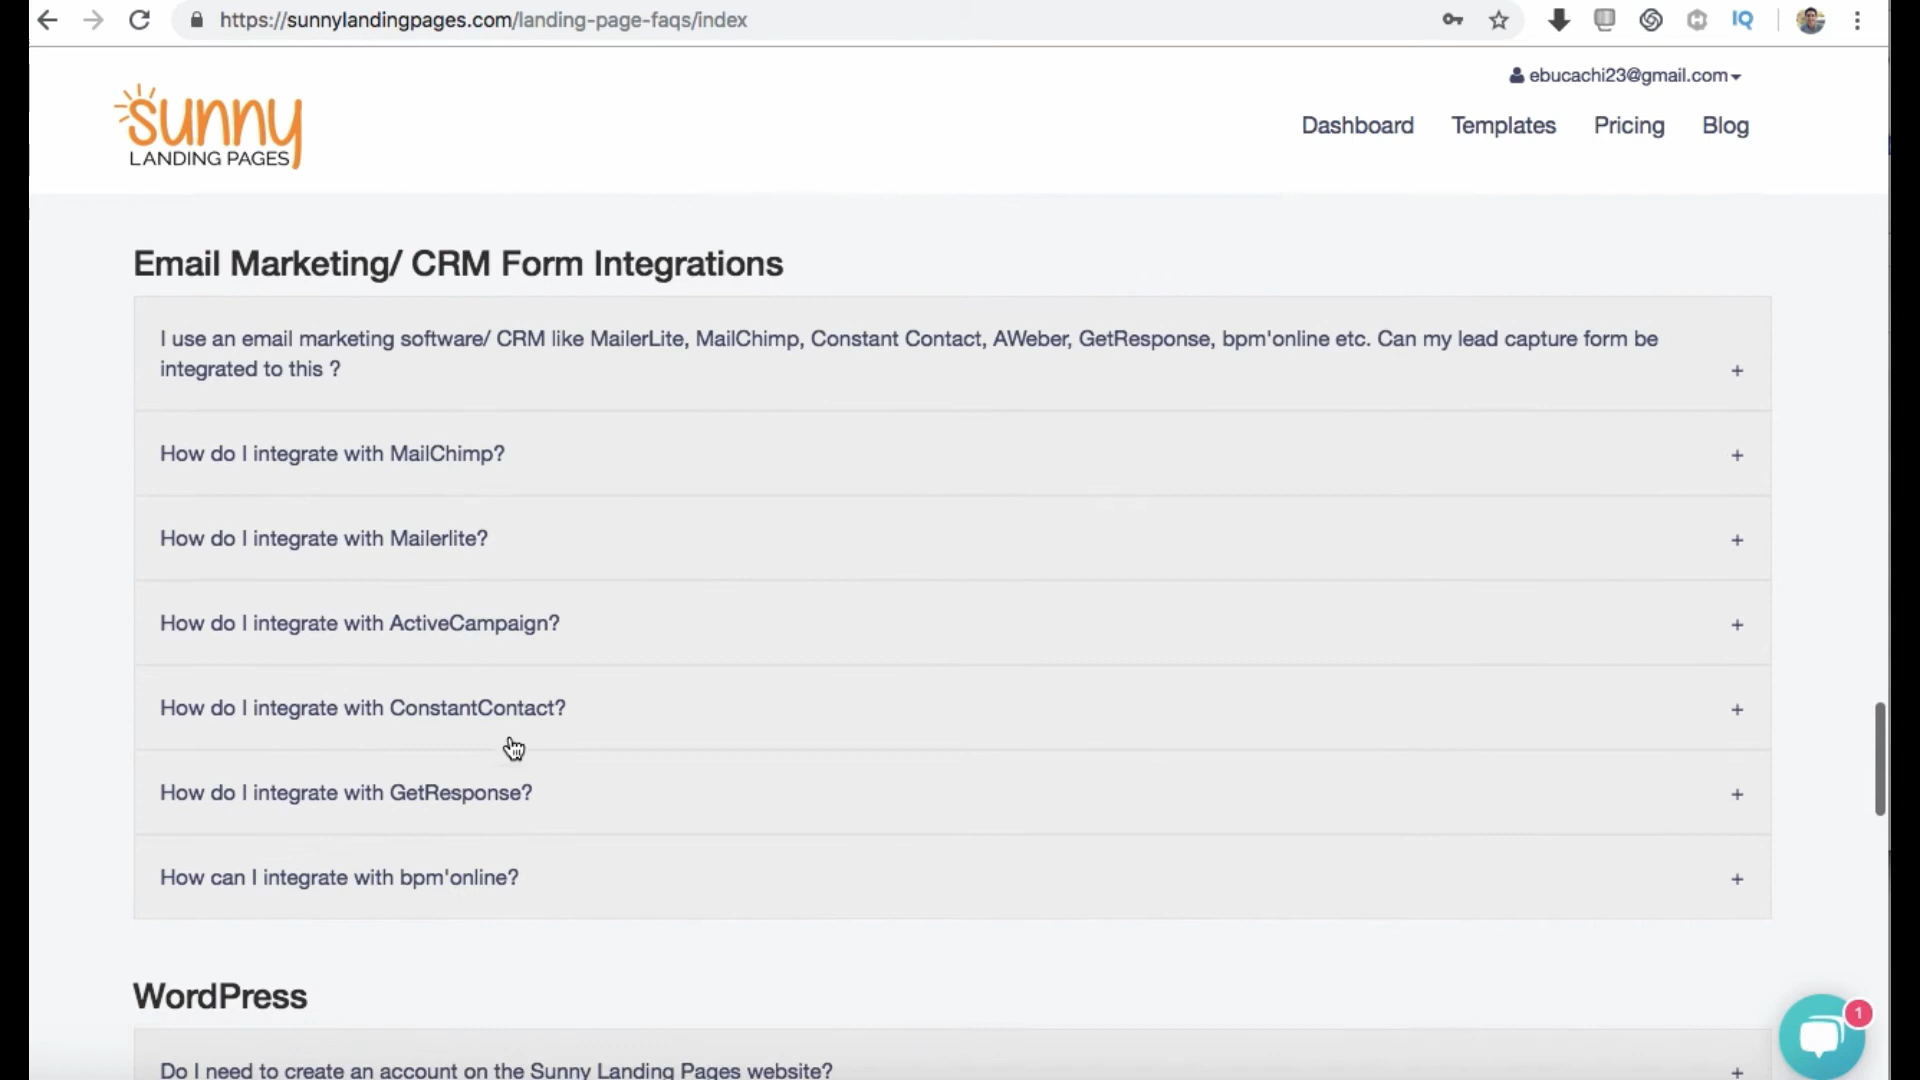 https://sunnylandingpages.com/landing-page-faqs/index
IQ
ebucachi23@gmail.com
sunny
LANDING PAGES
Dashboard
Templates
Pricing
Blog
Email Marketing/ CRM Form Integrations
I use an email marketing software/ CRM like MailerLite, MailChimp, Constant Contact, AWeber, GetResponse, bpm'online etc. Can my lead capture form be
integrated to this ?
+
How do I integrate with MailChimp?
+
How do I integrate with Mailerlite?
+
How do I integrate with ActiveCampaign?
+
How do I integrate with ConstantContact?
+
How do I integrate with GetResponse?
+
How can I integrate with bpm'online?
+
WordPress
Do I need to create an account on the Sunny Landing Pages website?
+
1